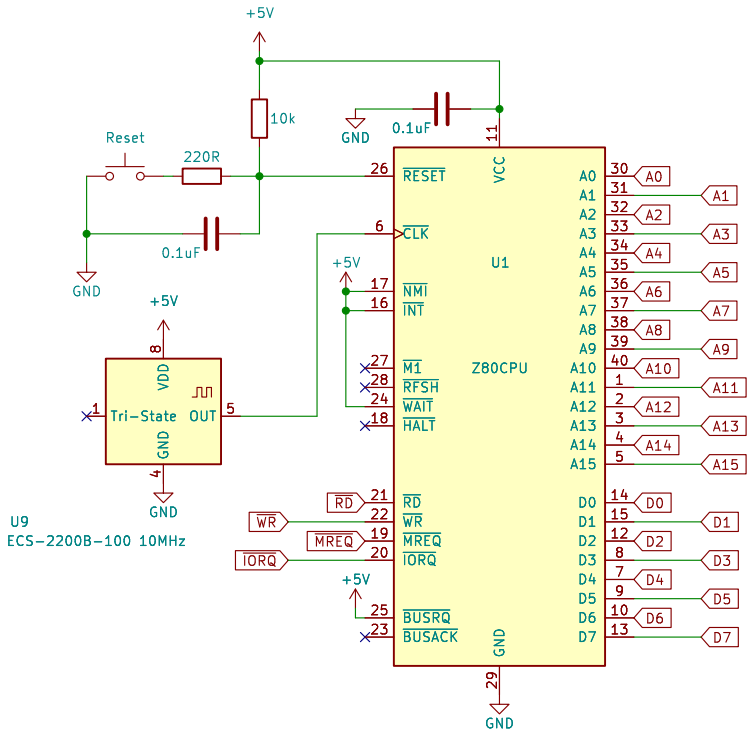 +5V
10k
0.1uF
GND
11
VCC
Reset
220R
26 RESET
0.1uF
GND
6 CLK
U1
+5V
17 NMI
16 INT
+5V
8
VDD
1 Tri-State OUT 5
GND
4
GND
U9
ECS-2200B-100 10MHz
27 M1
28 RFSH
24 WAIT
18 HALT
Z80CPU
RD 21 RD
WR 22 WR
MREQ 19 MREQ
IORQ 20 IORQ
+5V
25 BUSRQ
23 BUSACK
GND
29
GND
A0 30 A0
A1 31 A1
A2 32 A2
A3 33 A3
A4 34 A4
A5 35 A5
A6 36 A6
A7 37 A7
A8 38 A8
A9 39 A9
A10 40 A10
A11 1 A11
A12 2 A12
A13 3 A13
A14 4 A14
A15 5 A15
D0 14 D0
D1 15 D1
D2 12 D2
D3 8 D3
D4 7 D4
D5 9 D5
D6 10 D6
D7 13 D7